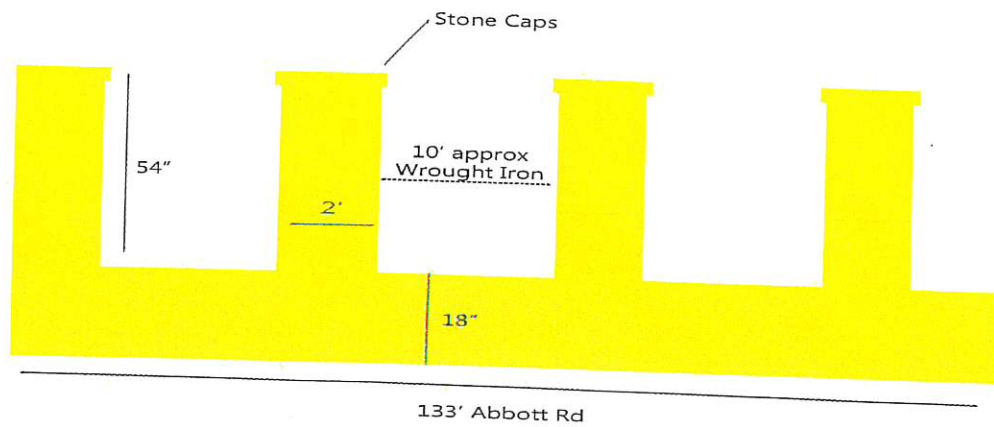 Stone Caps
54"
10' approx
Wrought Iron
2'
18"
133' Abbott Rd